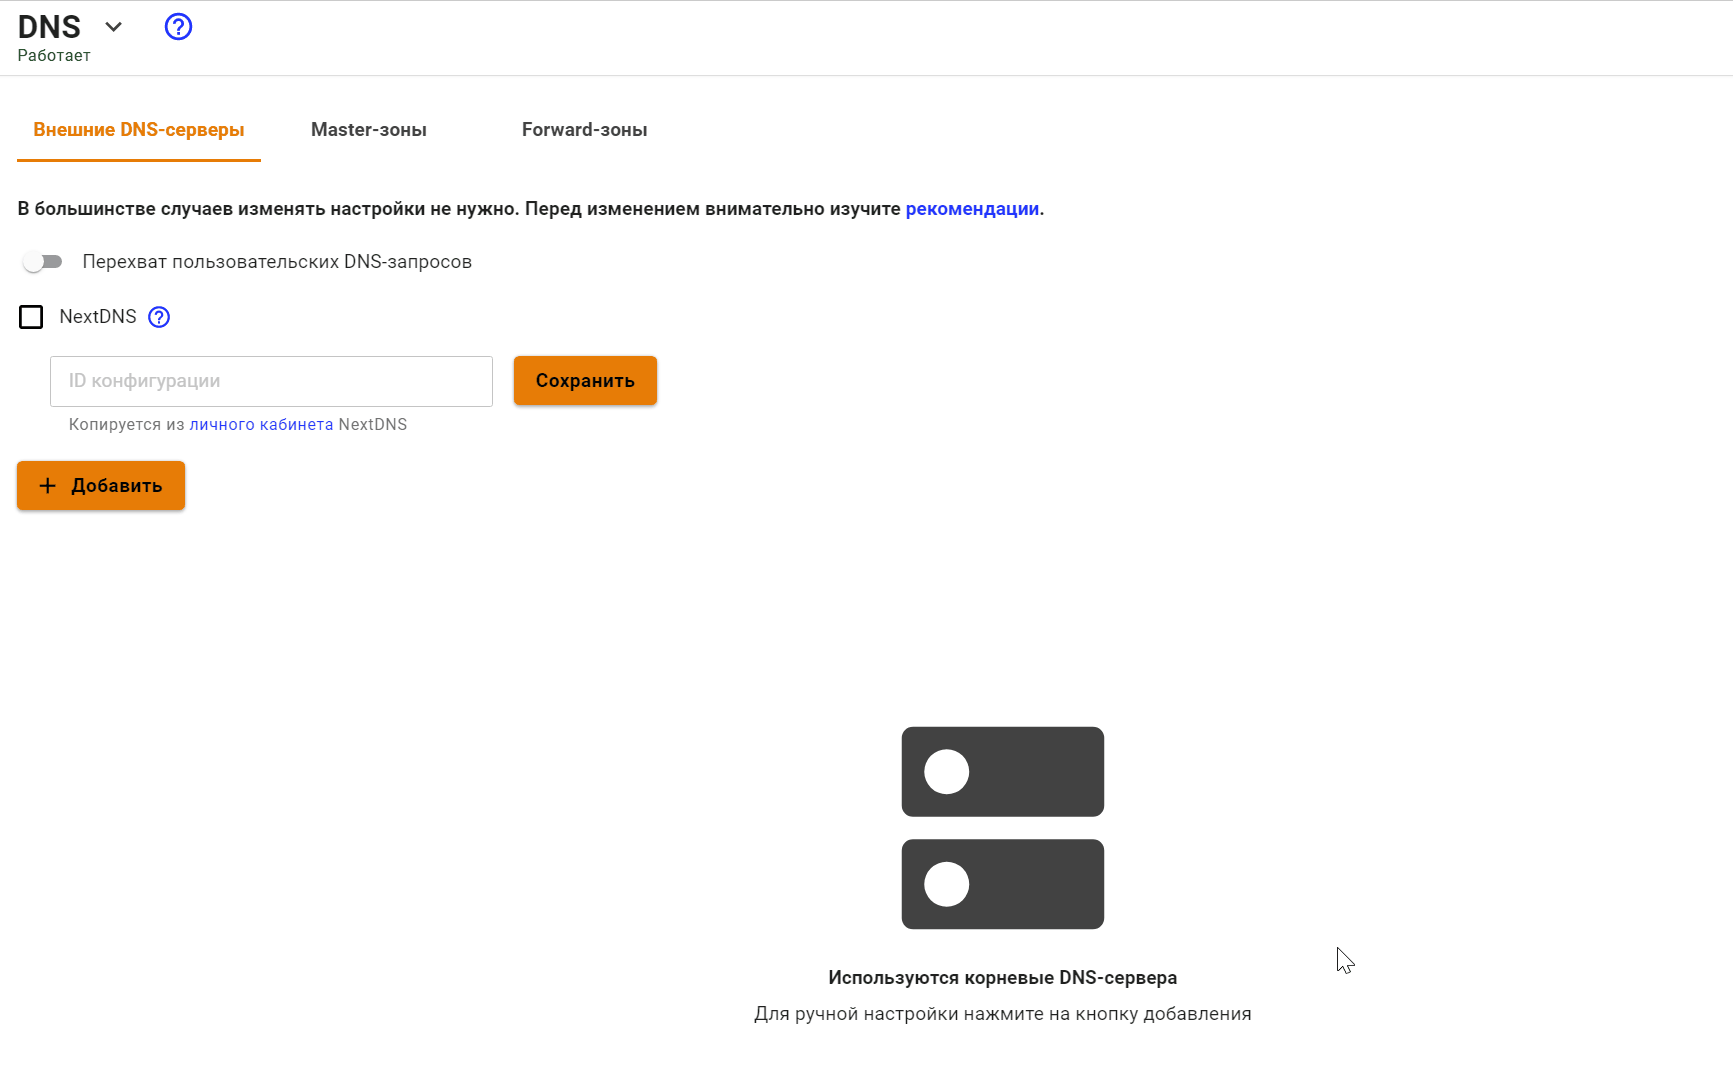 DNS
Работает
Внешние DNS-серверы Master-зоны Forward-зоны
В большинстве случаев изменять настройки не нужно. Перед изменением внимательно изучите рекомендации.
Перехват пользовательских DNS-запросов
NextDNS
ID конфигурации Сохранить
Копируется из личного кабинета NextDNS
+ Добавить
Используются корневые DNS-сервера
Для ручной настройки нажмите на кнопку добавления